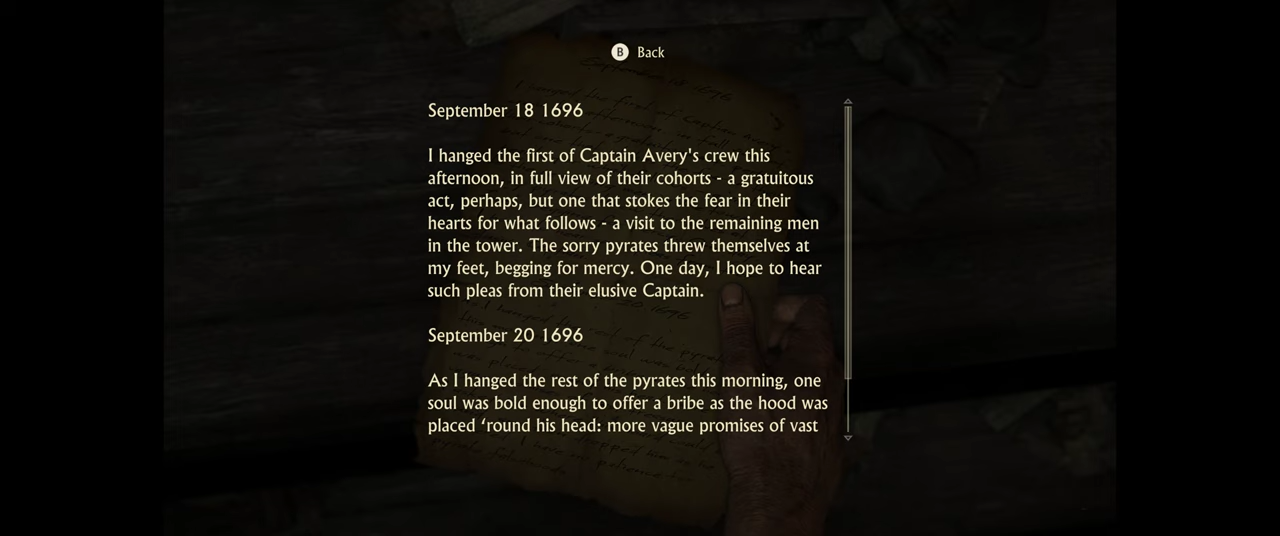 B Back
September 18 1696
I hanged the first of Captain Avery's crew this
afternoon, in full view of their cohorts - a gratuitous
act, perhaps, but one that stokes the fear in their
hearts for what follows - a visit to the remaining men
in the tower. The sorry pyrates threw themselves at
my feet, begging for mercy. One day, I hope to hear
such pleas from their elusive Captain.
September 20 1696
As I hanged the rest of the pyrates this morning, one
soul was bold enough to offer a bribe as the hood was
placed ‘round his head: more vague promises of vast